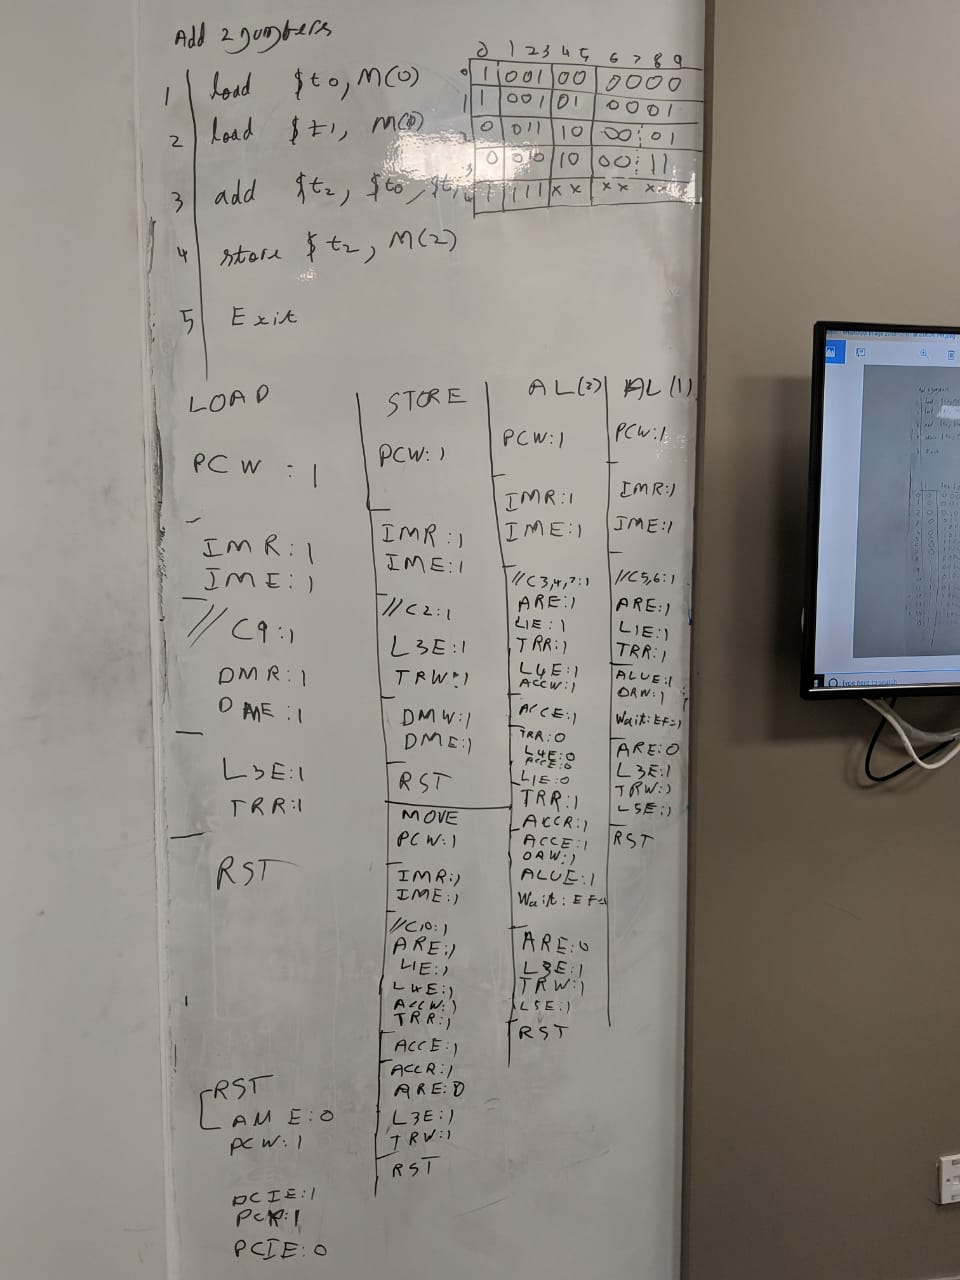 Add 2 numbers
1 load $t0, M(0)
2 load $t1, M(0)
3 add $t2, $t0, $t1
4 store $t2, M(2)
5 Exit
0 1 2 3 4 5 6 7 8 9
0 1 001 00 0000
1 1 001 01 0001
0 011 10 00:01
3 0 010 10 00:11
4 1 111 xx xx xx
LOAD
PCW:1
IMR:1
IME:1
//C9:1
DMR:1
DME:1
L3E:1
TRR:1
RST
RST
AME:0
PCW:1
PCIE:1
PCR:1
PCIE:0
STORE
PCW:1
IMR:1
IME:1
//C2:1
L3E:1
TRW:1
DMW:1
DME:1
RST
MOVE
PCW:1
IMR:1
IME:1
//C10:1
ARE:1
L1E:1
L4E:1
ACCW:1
TRR:1
ACCE:1
ACCR:1
ARE:0
L3E:1
TRW:1
RST
AL(2)
PCW:1
IMR:1
IME:1
//C3,4,7:1
ARE:1
L1E:1
TRR:1
L4E:1
ACCW:1
ACCE:1
TRR:0
L4E:0
ACCE:0
L1E:0
TRR:1
ACCR:1
ACCE:1
OAW:1
ALUE:1
Wait: EF=1
ARE:0
L3E:1
TRW:1
L5E:1
RST
AL(1)
PCW:1
IMR:1
IME:1
//C5,6:1
ARE:1
L1E:1
TRR:1
ALUE:1
ORW:1
Wait: EF=1
ARE:0
L3E:1
TRW:1
L5E:1
RST
Type here to search